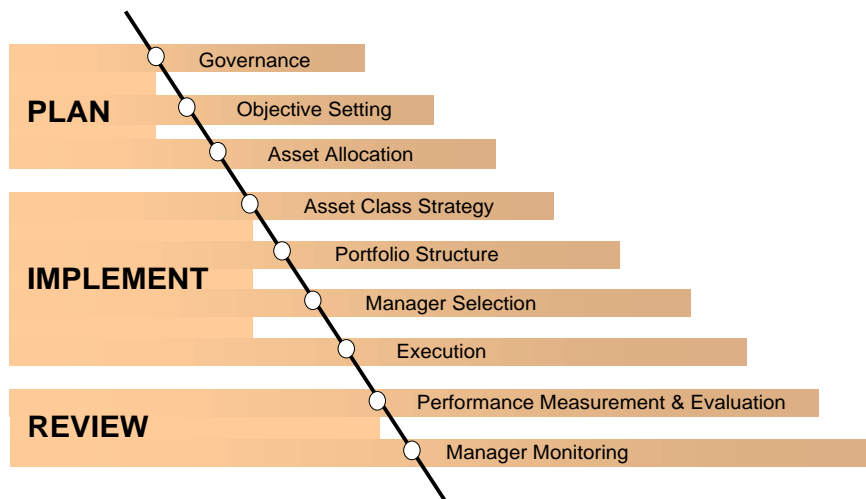 PLAN
Governance
Objective Setting
Asset Allocation
IMPLEMENT
Asset Class Strategy
Portfolio Structure
Manager Selection
Execution
REVIEW
Performance Measurement & Evaluation
Manager Monitoring